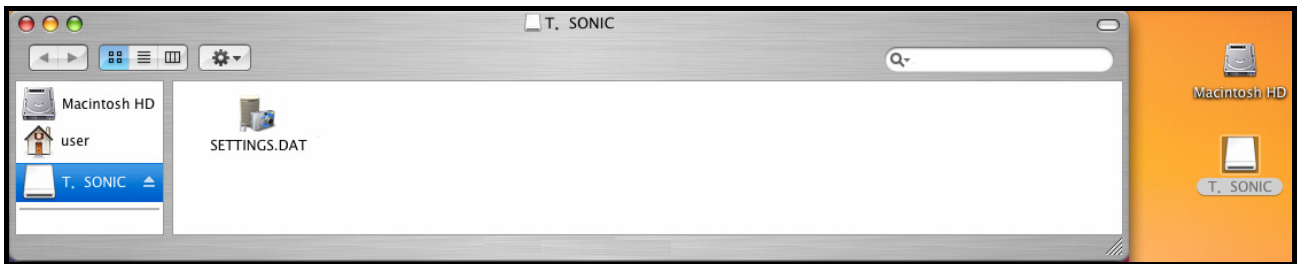 T. SONIC
Macintosh HD
user
T. SONIC
SETTINGS.DAT
Macintosh HD
T. SONIC